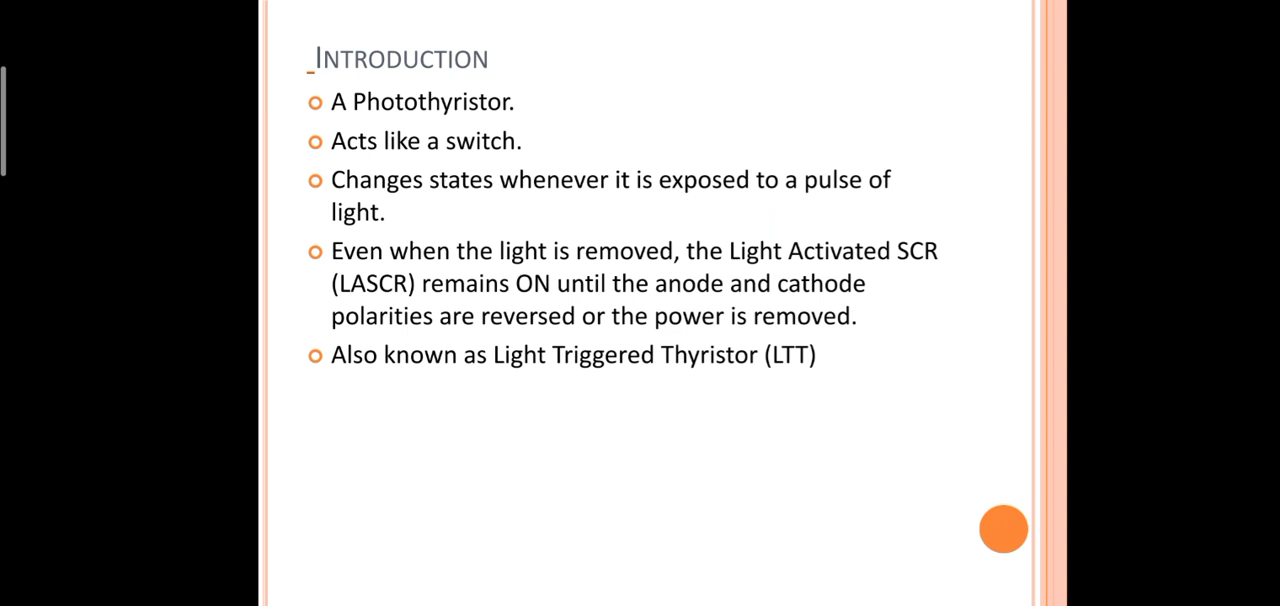 INTRODUCTION
A Photothyristor.
Acts like a switch.
Changes states whenever it is exposed to a pulse of
light.
Even when the light is removed, the Light Activated SCR
(LASCR) remains ON until the anode and cathode
polarities are reversed or the power is removed.
Also known as Light Triggered Thyristor (LTT)